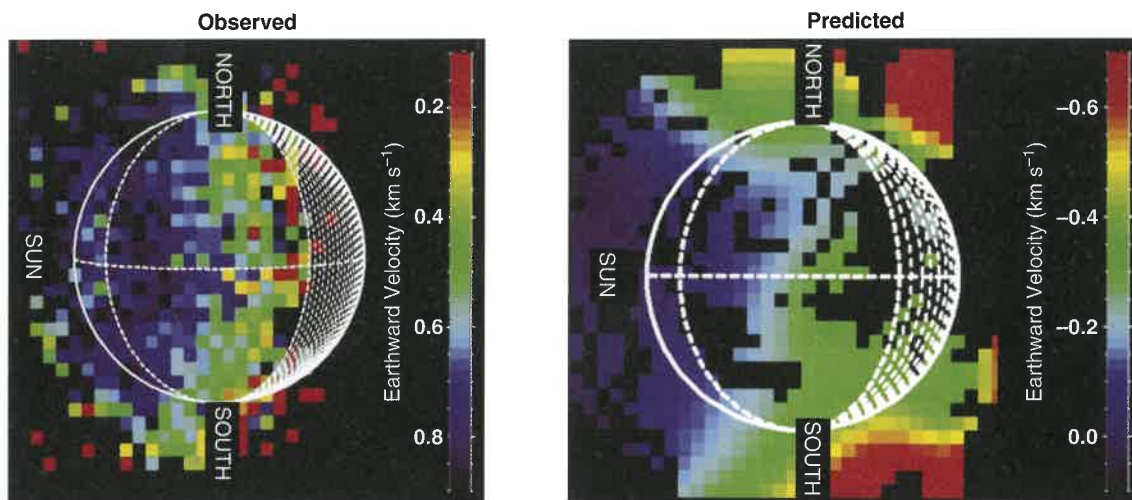 Observed
NORTH
SUN
SOUTH
Earthward Velocity (km s⁻¹)
0.2
0.4
0.6
0.8
Predicted
NORTH
SUN
SOUTH
Earthward Velocity (km s⁻¹)
−0.6
−0.4
−0.2
0.0